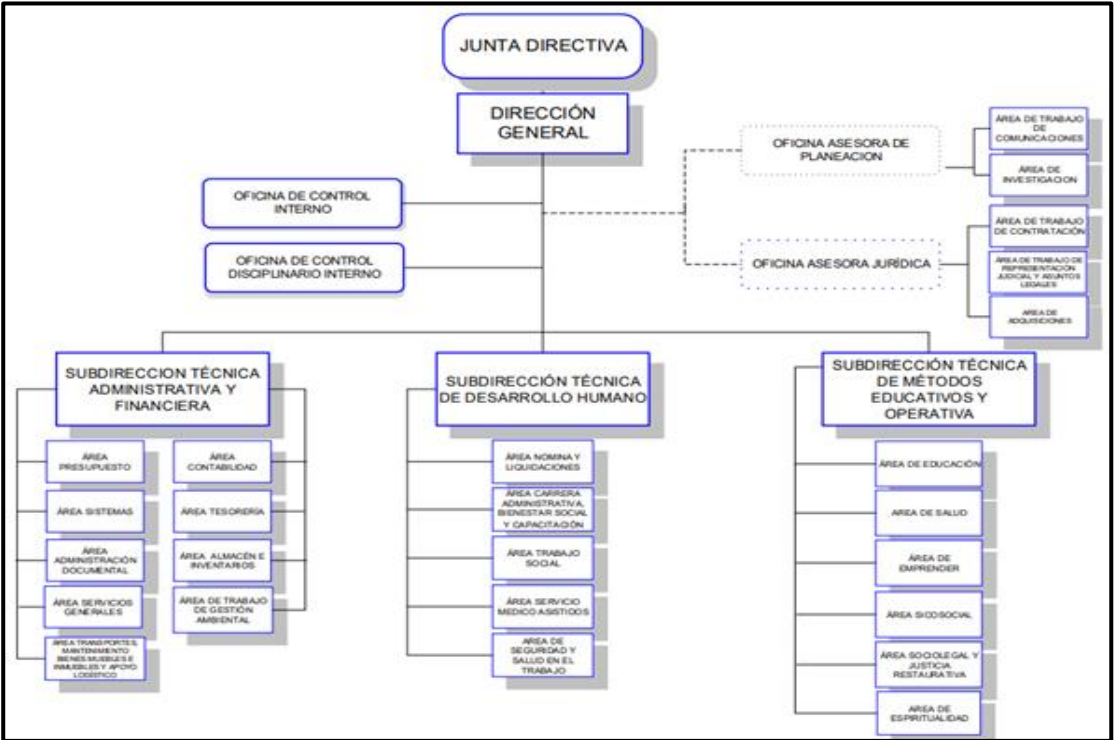 JUNTA DIRECTIVA
DIRECCIÓN
GENERAL
OFICINA ASESORA DE
PLANEACION
ÁREA DE TRABAJO
DE
COMUNICACIONES
ÁREA DE
INVESTIGACION
OFICINA DE CONTROL
INTERNO
OFICINA DE CONTROL
DISCIPLINARIO INTERNO
OFICINA ASESORA JURÍDICA
ÁREA DE TRABAJO
DE CONTRATACIÓN
ÁREA DE TRABAJO DE
REPRESENTACIÓN
JUDICIAL Y ASUNTOS
LEGALES
AREA DE
ADQUISICIONES
SUBDIRECCION TÉCNICA
ADMINISTRATIVA Y
FINANCIERA
ÁREA
PRESUPUESTO
ÁREA
CONTABILIDAD
ÁREA SISTEMAS
ÁREA TESORERÍA
ÁREA
ADMINISTRACIÓN
DOCUMENTAL
ÁREA ALMACÉN E
INVENTARIOS
ÁREA SERVICIOS
GENERALES
ÁREA DE TRABAJO
DE GESTIÓN
AMBIENTAL
ÁREA TRANSPORTES,
MANTENIMIENTO
BIENES MUEBLES E
INMUEBLES Y APOYO
LOGÍSTICO
SUBDIRECCIÓN TÉCNICA
DE DESARROLLO HUMANO
ÁREA NOMINA Y
LIQUIDACIONES
ÁREA CARRERA
ADMINISTRATIVA,
BIENESTAR SOCIAL
Y CAPACITACIÓN
ÁREA TRABAJO
SOCIAL
ÁREA SERVICIO
MEDICO ASISTIDOS
AREA DE
SEGURIDAD Y
SALUD EN EL
TRABAJO
SUBDIRECCIÓN TÉCNICA
DE MÉTODOS
EDUCATIVOS Y
OPERATIVA
ÁREA DE EDUCACIÓN
AREA DE SALUD
ÁREA DE
EMPRENDER
ÁREA SICOSOCIAL
ÁREA SOCIOLEGAL Y
JUSTICIA
RESTAURATIVA
AREA DE
ESPIRITUALIDAD